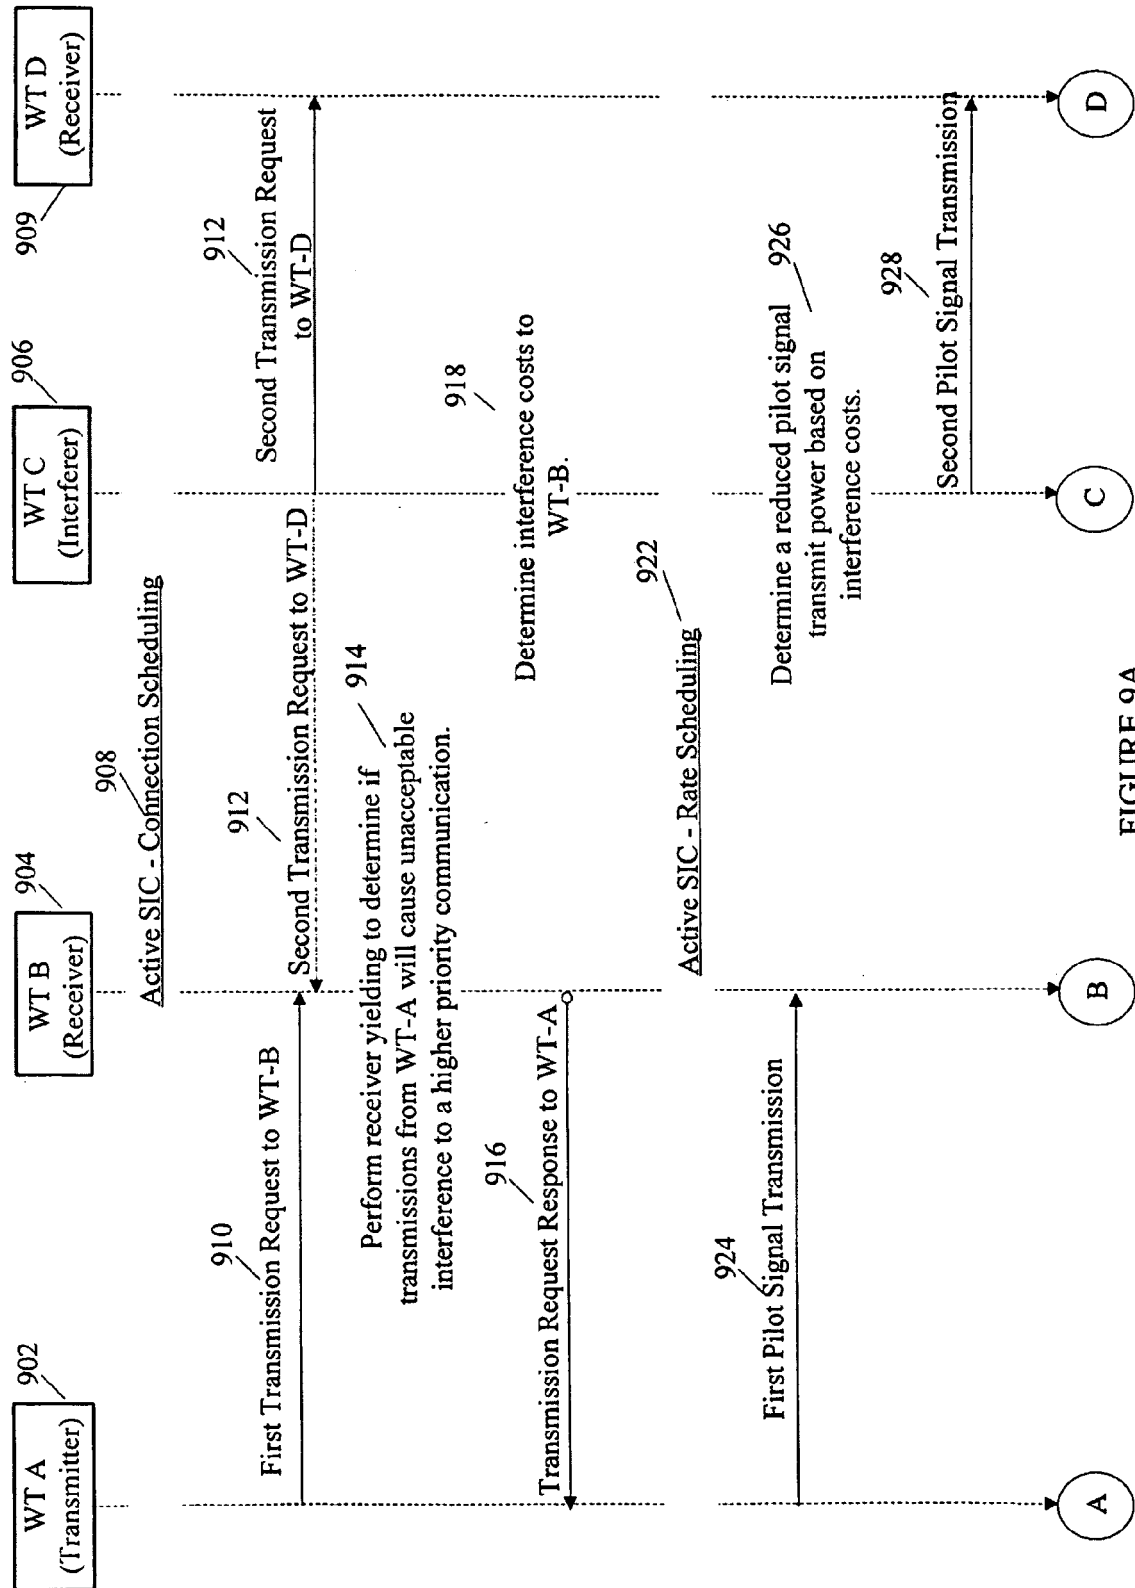 WT A
(Transmitter)
902
WT B
(Receiver)
904
WT C
(Interferer)
906
WT D
(Receiver)
909
908
Active SIC - Connection Scheduling
910
First Transmission Request to WT-B
912
Second Transmission Request to WT-D
912
Second Transmission Request
to WT-D
914
Perform receiver yielding to determine if
transmissions from WT-A will cause unacceptable
interference to a higher priority communication.
916
Transmission Request Response to WT-A
918
Determine interference costs to
WT-B.
922
Active SIC - Rate Scheduling
924
First Pilot Signal Transmission
926
Determine a reduced pilot signal
transmit power based on
interference costs.
928
Second Pilot Signal Transmission
A
B
C
D
FIGURE 9A